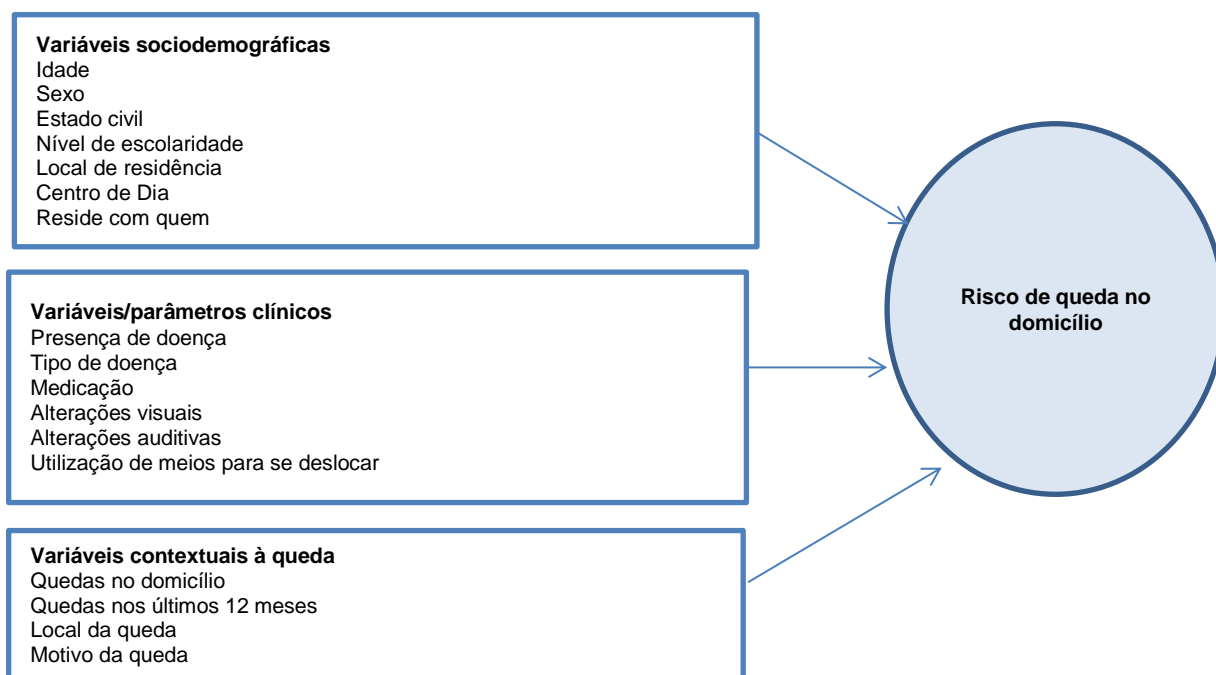 Variáveis sociodemográficas
Idade
Sexo
Estado civil
Nível de escolaridade
Local de residência
Centro de Dia
Reside com quem
Variáveis/parâmetros clínicos
Presença de doença
Tipo de doença
Medicação
Alterações visuais
Alterações auditivas
Utilização de meios para se deslocar
Variáveis contextuais à queda
Quedas no domicílio
Quedas nos últimos 12 meses
Local da queda
Motivo da queda
Risco de queda no
domicílio